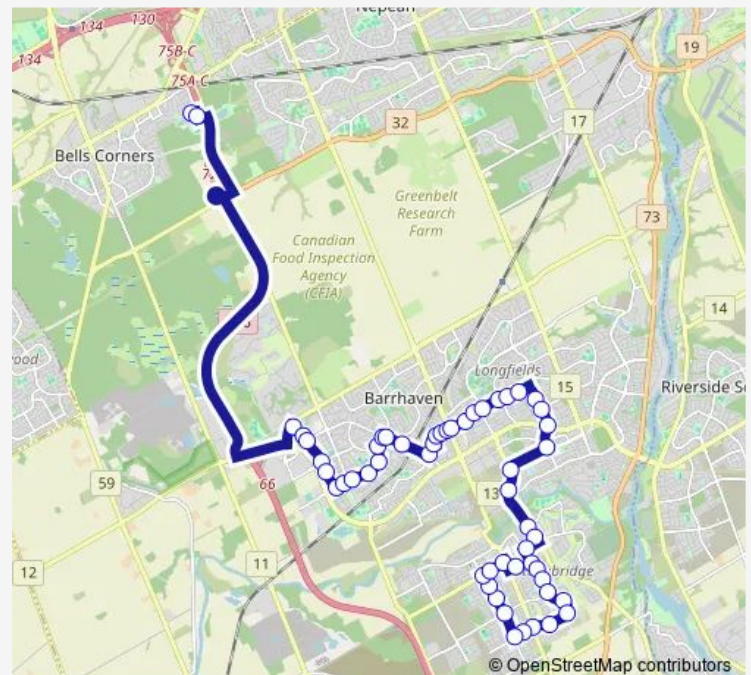 Nepean
134
130
134
75B-C
75A-C
19
32
17
Bells Corners
Greenbelt
Research
Farm
73
Canadian
Food Inspection
Agency
(CFIA)
14
Longfields
15
Riverside
Barrhaven
59
66
13
11
12
© OpenStreetMap contributors